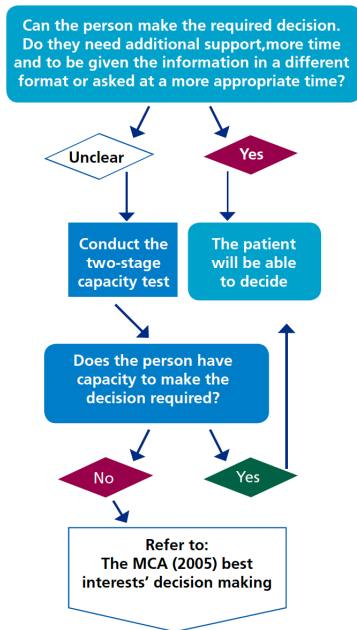 Can the person make the required decision.
Do they need additional support,more time
and to be given the information in a different
format or asked at a more appropriate time?
Unclear
Yes
Conduct the
two-stage
capacity test
The patient
will be able
to decide
Does the person have
capacity to make the
decision required?
No
Yes
Refer to:
The MCA (2005) best
interests’ decision making